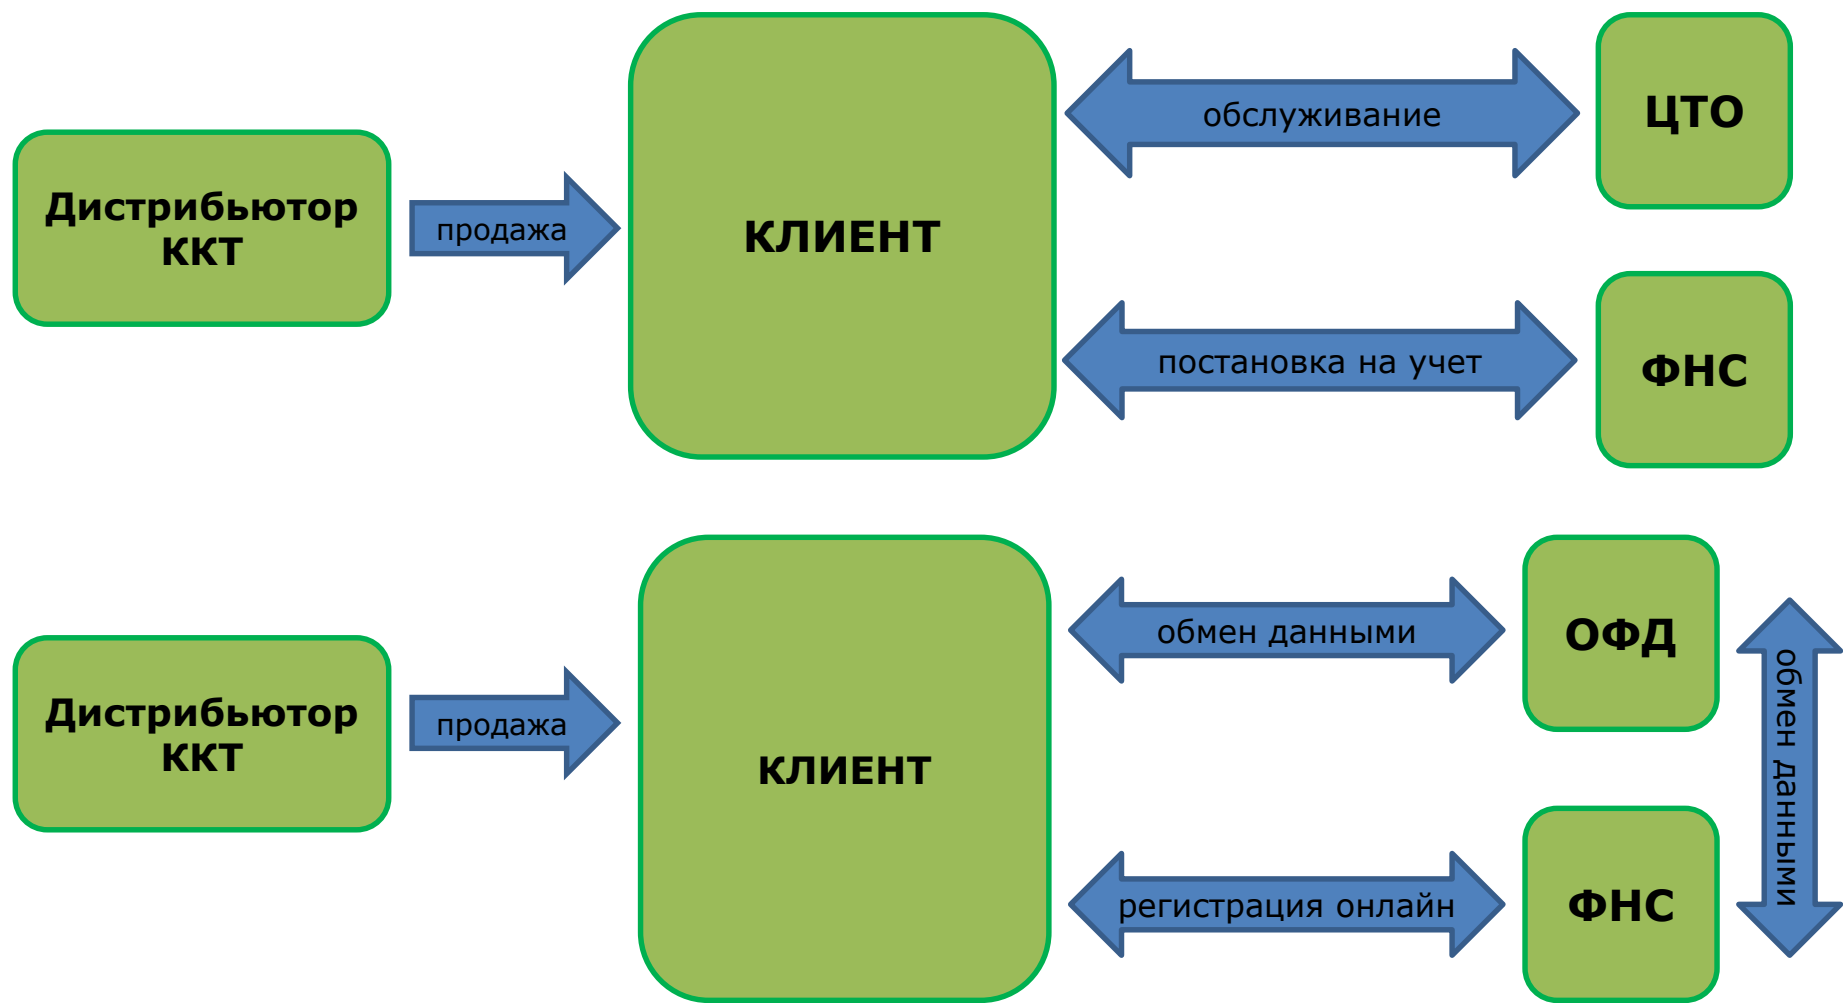 Дистрибьютор
ККТ
продажа
КЛИЕНТ
обслуживание
ЦТО
постановка на учет
ФНС
Дистрибьютор
ККТ
продажа
КЛИЕНТ
обмен данными
ОФД
регистрация онлайн
ФНС
обмен данными